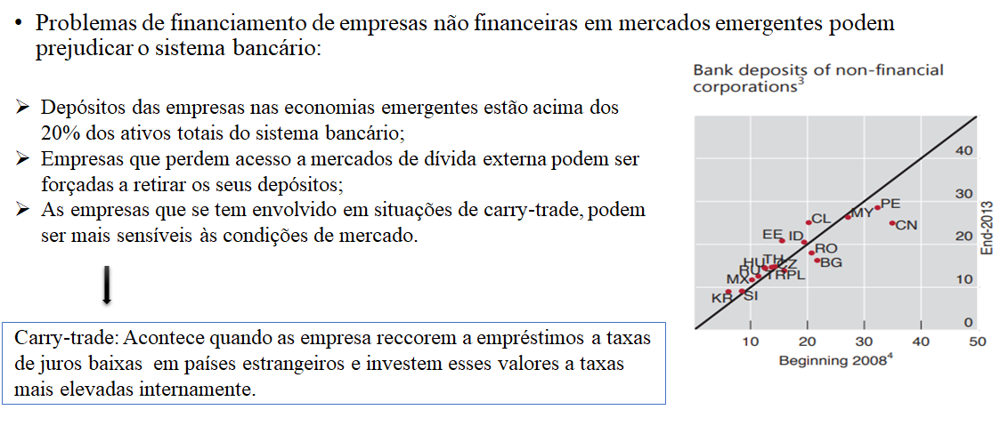 • Problemas de financiamento de empresas não financeiras em mercados emergentes podem
prejudicar o sistema bancário:
➢ Depósitos das empresas nas economias emergentes estão acima dos
20% dos ativos totais do sistema bancário;
➢ Empresas que perdem acesso a mercados de dívida externa podem ser
forçadas a retirar os seus depósitos;
➢ As empresas que se tem envolvido em situações de carry-trade, podem
ser mais sensíveis às condições de mercado.
Carry-trade: Acontece quando as empresa reccorem a empréstimos a taxas
de juros baixas em países estrangeiros e investem esses valores a taxas
mais elevadas internamente.
Bank deposits of non-financial
corporations³
40
30
20
10
0
End-2013
PE
MY
CN
CL
EE
ID
RO
BG
TH
HU
CZ
RU
TR
PL
MX
KR
SI
10
20
30
40
50
Beginning 2008⁴